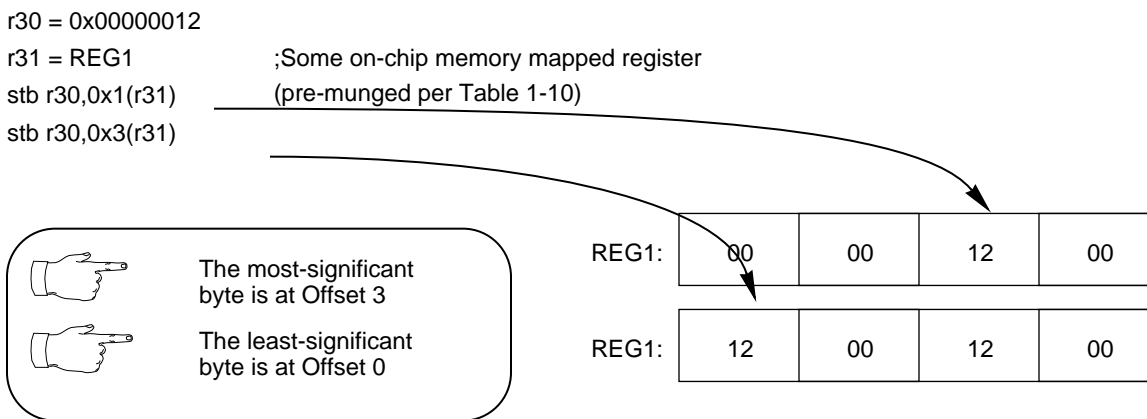 r30 = 0x00000012
r31 = REG1 ;Some on-chip memory mapped register
stb r30,0x1(r31) (pre-munged per Table 1-10)
stb r30,0x3(r31)
REG1: 00 00 12 00
The most-significant
byte is at Offset 3
The least-significant
byte is at Offset 0
REG1: 12 00 12 00